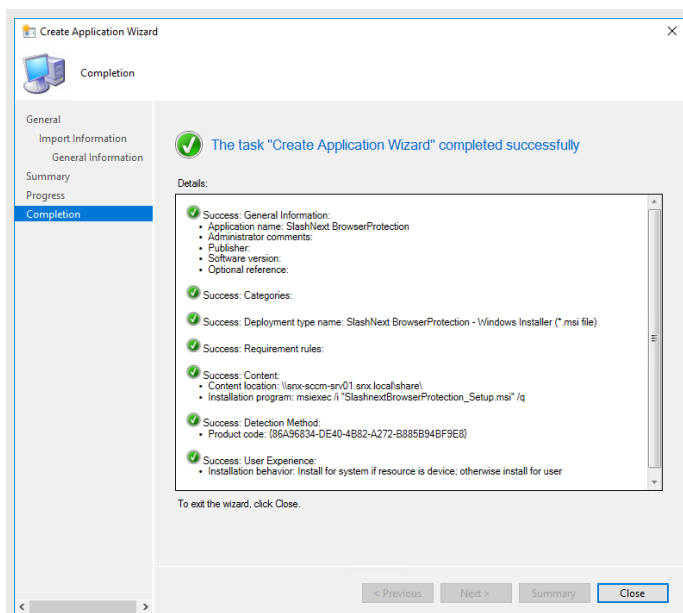 Create Application Wizard
Completion
General
Import Information
General Information
Summary
Progress
Completion
The task "Create Application Wizard" completed successfully
Details:
Success: General Information:
• Application name: SlashNext BrowserProtection
• Administrator comments:
• Publisher:
• Software version:
• Optional reference:
Success: Categories:
Success: Deployment type name: SlashNext BrowserProtection - Windows Installer (*.msi file)
Success: Requirement rules:
Success: Content:
• Content location: \\snx-sccm-srv01.snx.local\share\
• Installation program: msiexec /i "SlashnextBrowserProtection_Setup.msi" /q
Success: Detection Method:
• Product code: {86A96834-DE40-4B82-A272-B885B94BF9E8}
Success: User Experience:
• Installation behavior: Install for system if resource is device; otherwise install for user
To exit the wizard, click Close.
< Previous
Next >
Summary
Close